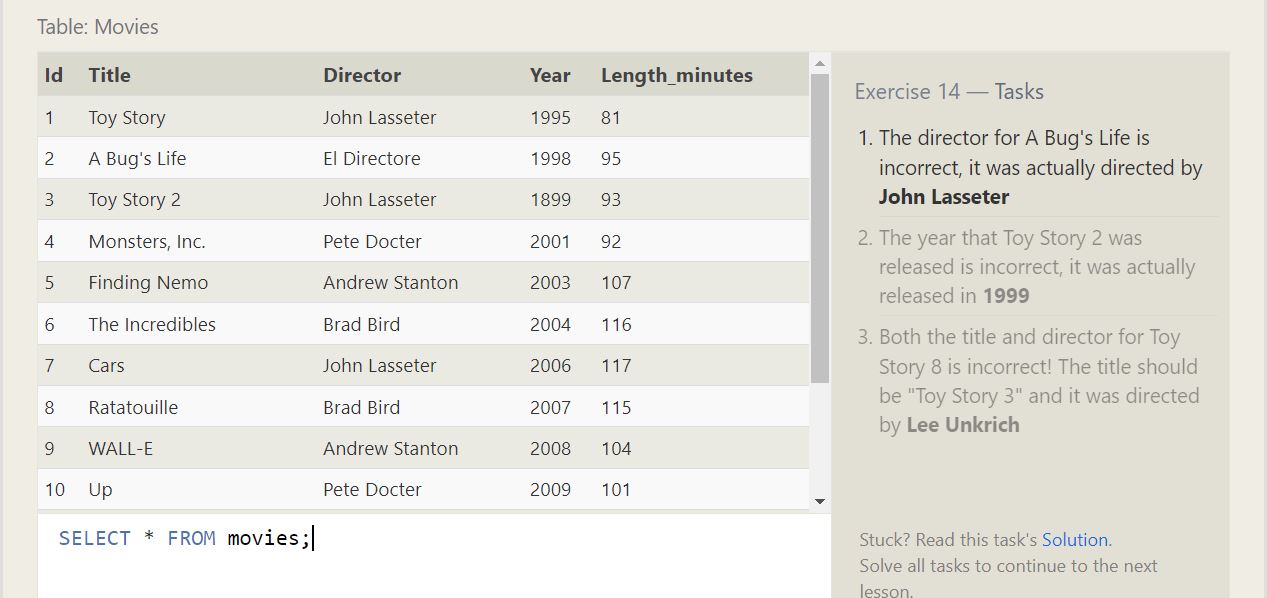 Table: Movies
Id Title Director Year Length_minutes
1 Toy Story John Lasseter 1995 81
2 A Bug's Life El Directore 1998 95
3 Toy Story 2 John Lasseter 1899 93
4 Monsters, Inc. Pete Docter 2001 92
5 Finding Nemo Andrew Stanton 2003 107
6 The Incredibles Brad Bird 2004 116
7 Cars John Lasseter 2006 117
8 Ratatouille Brad Bird 2007 115
9 WALL-E Andrew Stanton 2008 104
10 Up Pete Docter 2009 101
SELECT * FROM movies;
Exercise 14 — Tasks
1. The director for A Bug's Life is
incorrect, it was actually directed by
John Lasseter
2. The year that Toy Story 2 was
released is incorrect, it was actually
released in 1999
3. Both the title and director for Toy
Story 8 is incorrect! The title should
be "Toy Story 3" and it was directed
by Lee Unkrich
Stuck? Read this task's Solution.
Solve all tasks to continue to the next
lesson.